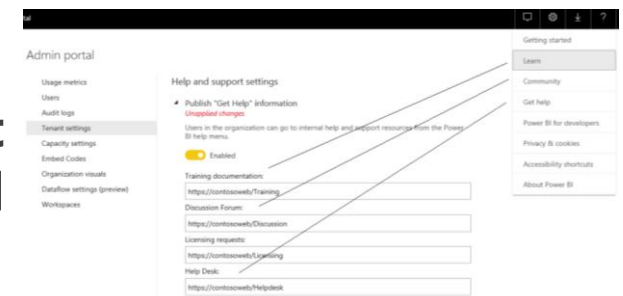 Admin portal
Usage metrics
Users
Audit logs
Tenant settings
Capacity settings
Embed Codes
Organization visuals
Dataflow settings (preview)
Workspaces
Help and support settings
Publish "Get Help" information
Unapplied changes
Users in the organization can go to internal help and support resources from the Power
BI help menu.
Enabled
Training documentation:
https://contosoweb/Training
Discussion Forum:
https://contosoweb/Discussion
Licensing requests:
https://contosoweb/Licensing
Help Desk:
https://contosoweb/Helpdesk
?
Getting started
Learn
Community
Get help
Power BI for developers
Privacy & cookies
Accessibility shortcuts
About Power BI